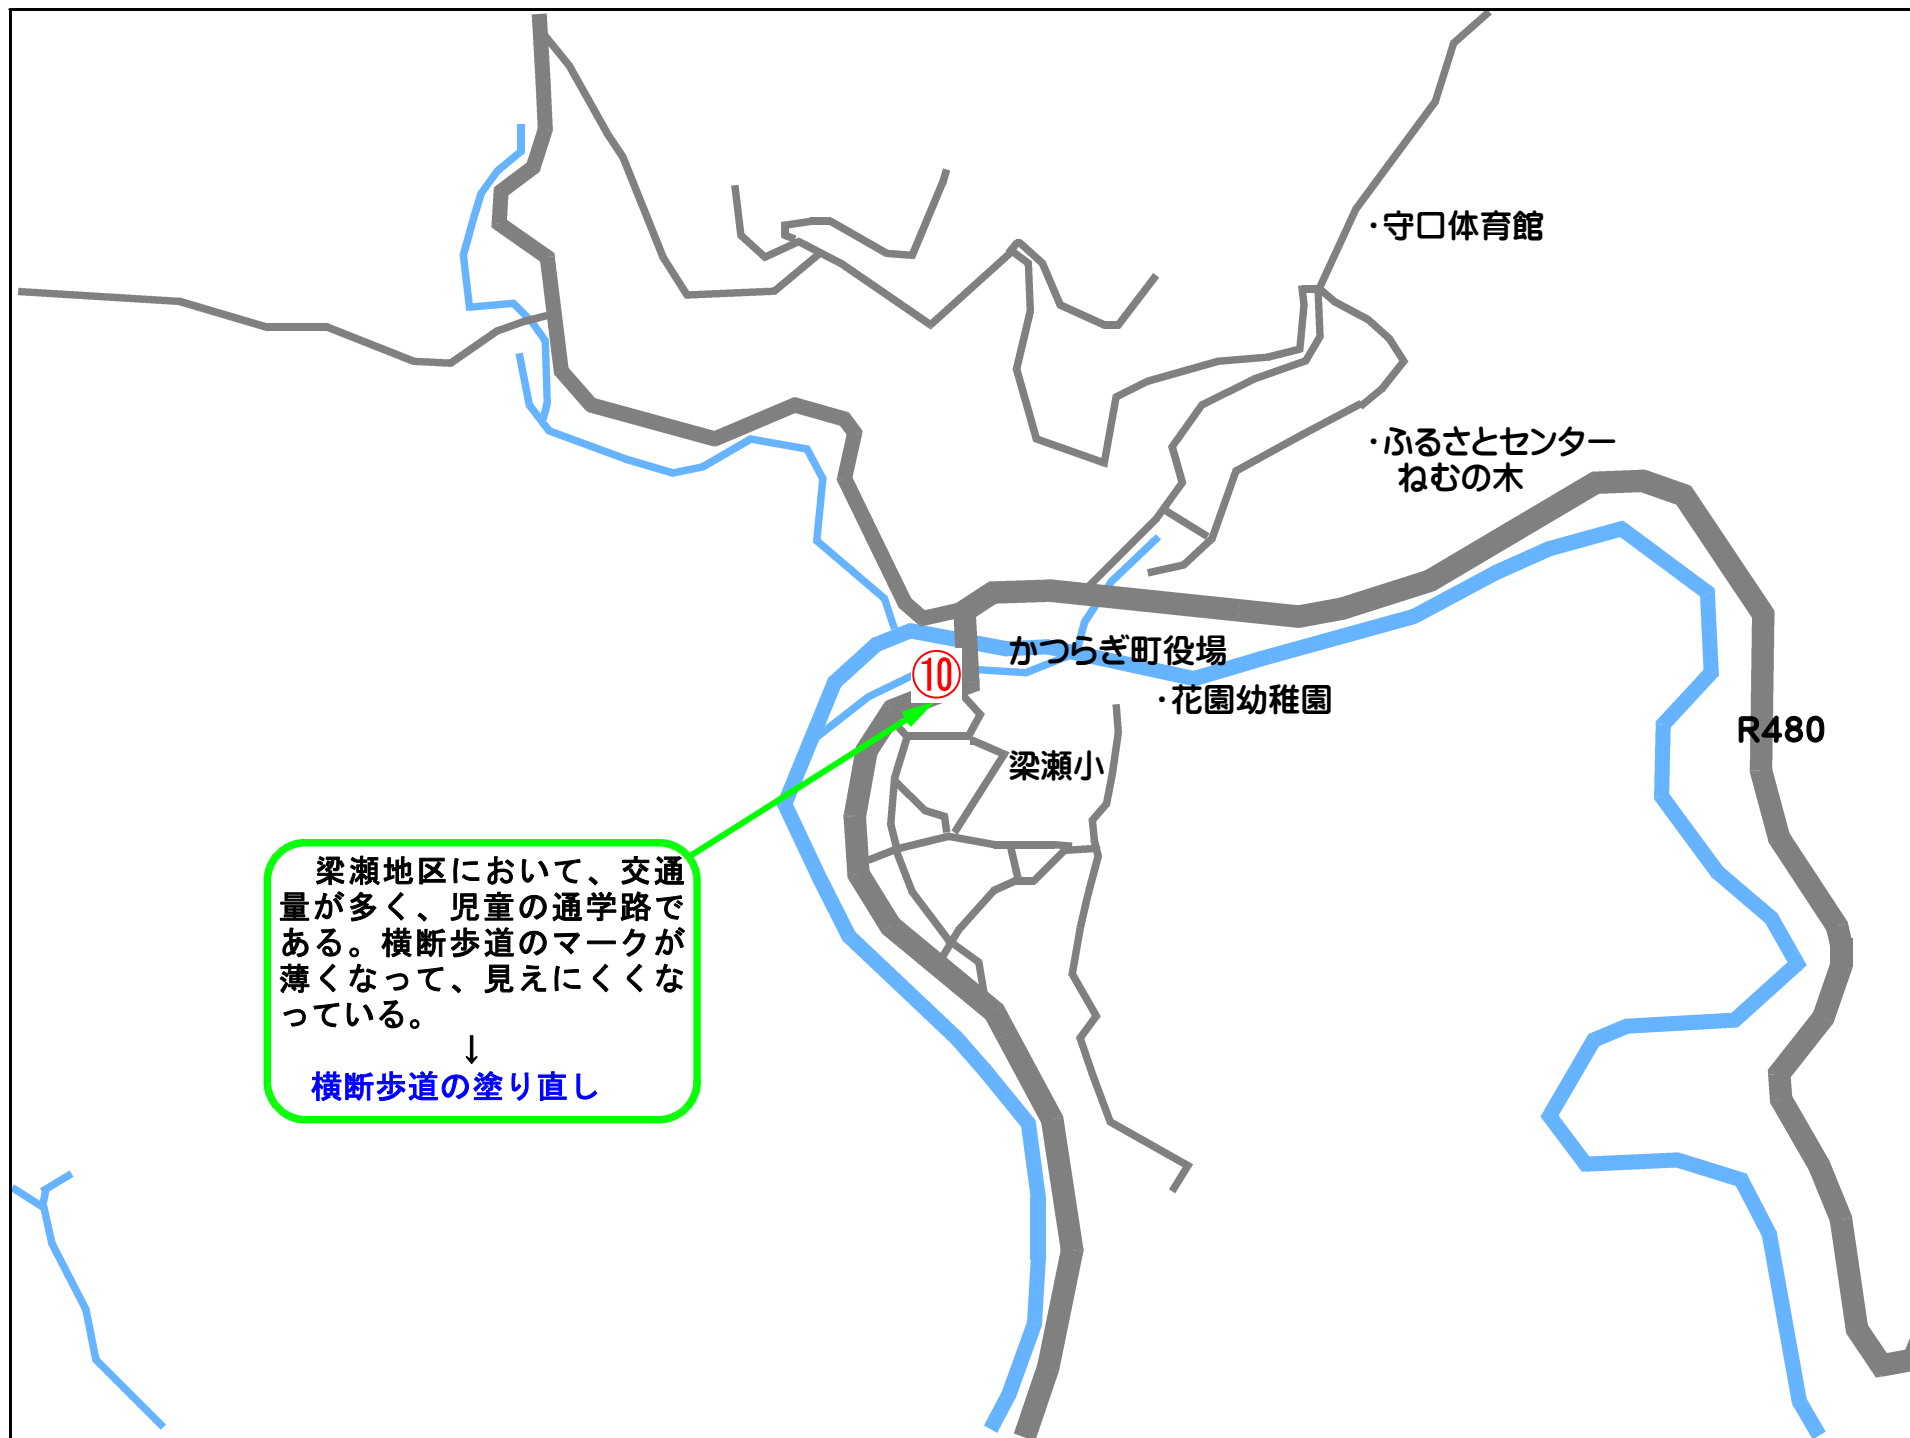 ・守口体育館
・ふるさとセンター
ねむの木
かつらぎ町役場
⑩
・花園幼稚園
R480
梁瀬小
梁瀬地区において、交通
量が多く、児童の通学路で
ある。横断歩道のマークが
薄くなって、見えにくくな
っている。
↓
横断歩道の塗り直し